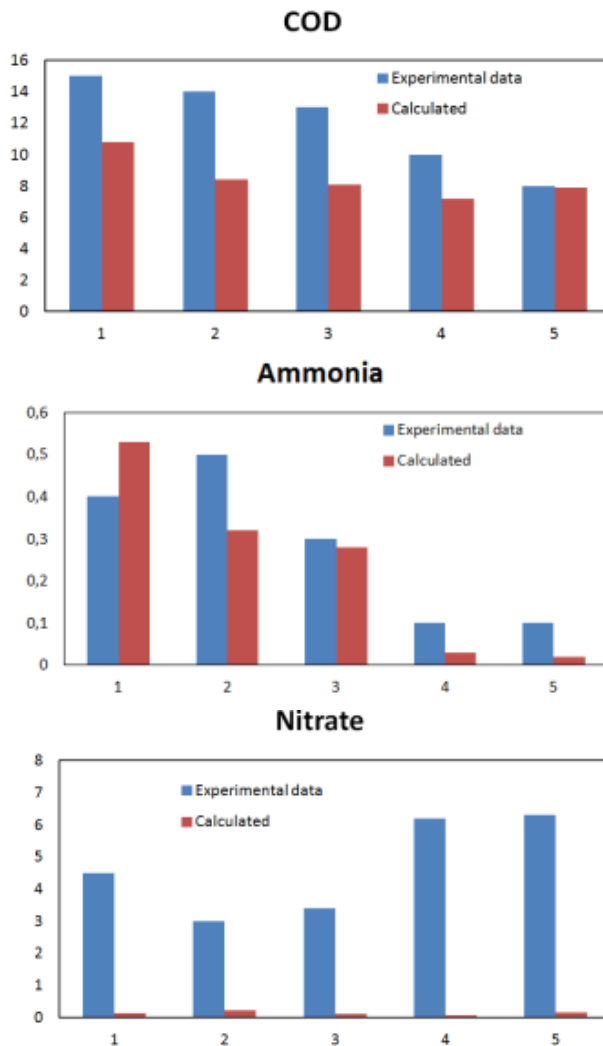 COD
16
14
12
10
8
6
4
2
0
Experimental data
Calculated
1 2 3 4 5
Ammonia
0,6
0,5
0,4
0,3
0,2
0,1
0
Experimental data
Calculated
1 2 3 4 5
Nitrate
8
7
6
5
4
3
2
1
0
Experimental data
Calculated
1 2 3 4 5